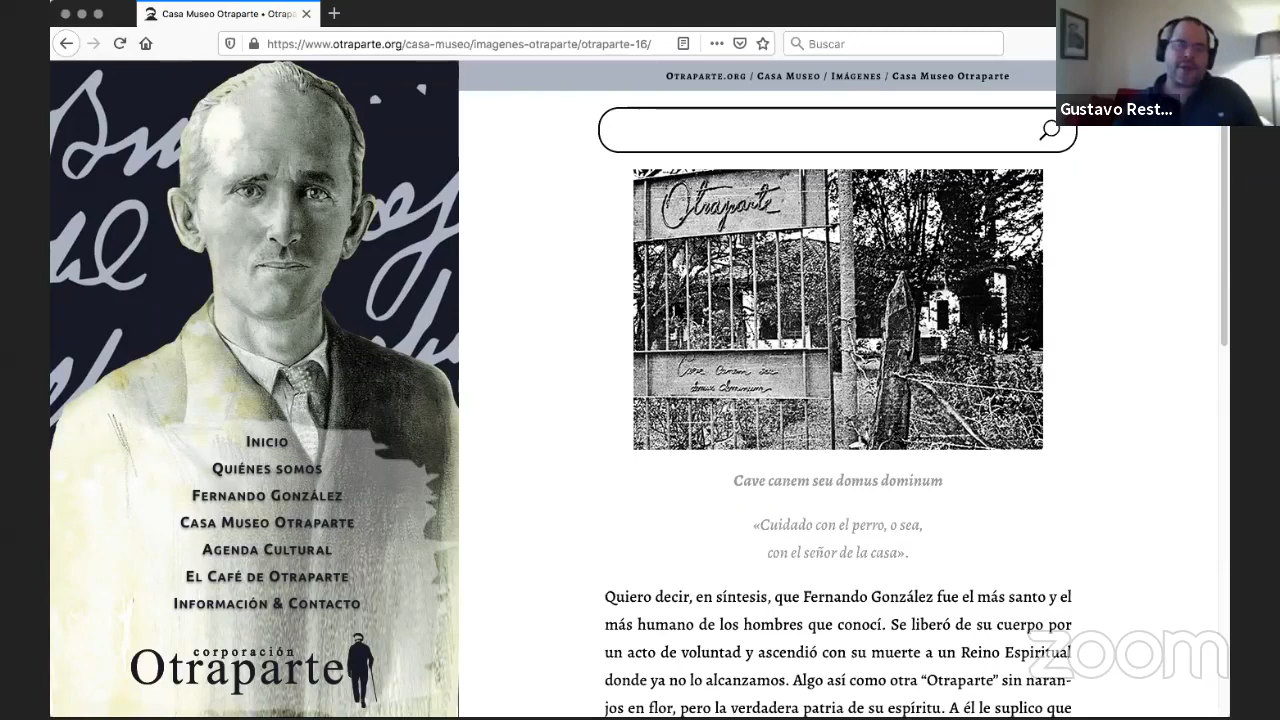 Casa Museo Otraparte • Otrapa
https://www.otraparte.org/casa-museo/imagenes-otraparte/otraparte-16/
Buscar
Otraparte.org / Casa Museo / Imágenes / Casa Museo Otraparte
Gustavo Rest...
Otraparte
Cave canem seu
domus dominum
Cave canem seu domus dominum
«Cuidado con el perro, o sea,
con el señor de la casa».
Quiero decir, en síntesis, que Fernando González fue el más santo y el
más humano de los hombres que conocí. Se liberó de su cuerpo por
un acto de voluntad y ascendió con su muerte a un Reino Espiritual
donde ya no lo alcanzamos. Algo así como otra “Otraparte” sin naran-
jos en flor, pero la verdadera patria de su espíritu. A él le suplico que
Inicio
Quiénes somos
Fernando González
Casa Museo Otraparte
Agenda Cultural
El Café de Otraparte
Información & Contacto
corporación
Otraparte
zoom